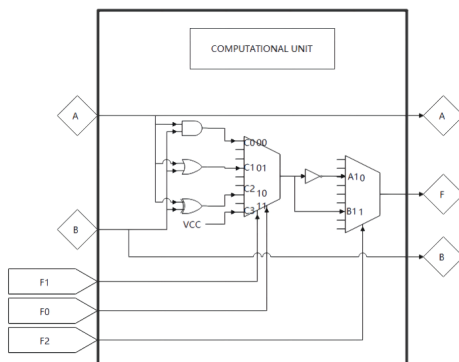 COMPUTATIONAL UNIT
A
A
C0 00
C1 01
A1 0
F
C2 10
11
C3
B1 1
VCC
B
B
F1
F0
F2